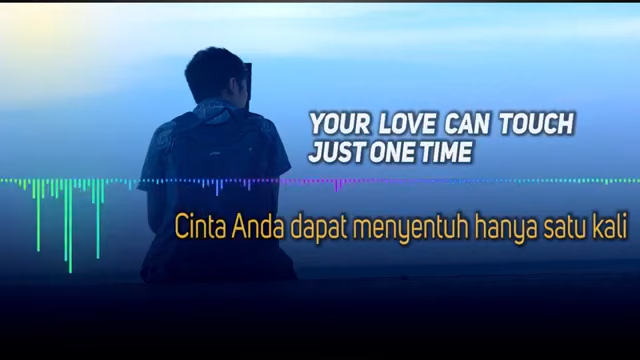 YOUR LOVE CAN TOUCH
JUST ONE TIME
Cinta Anda dapat menyentuh hanya satu kali